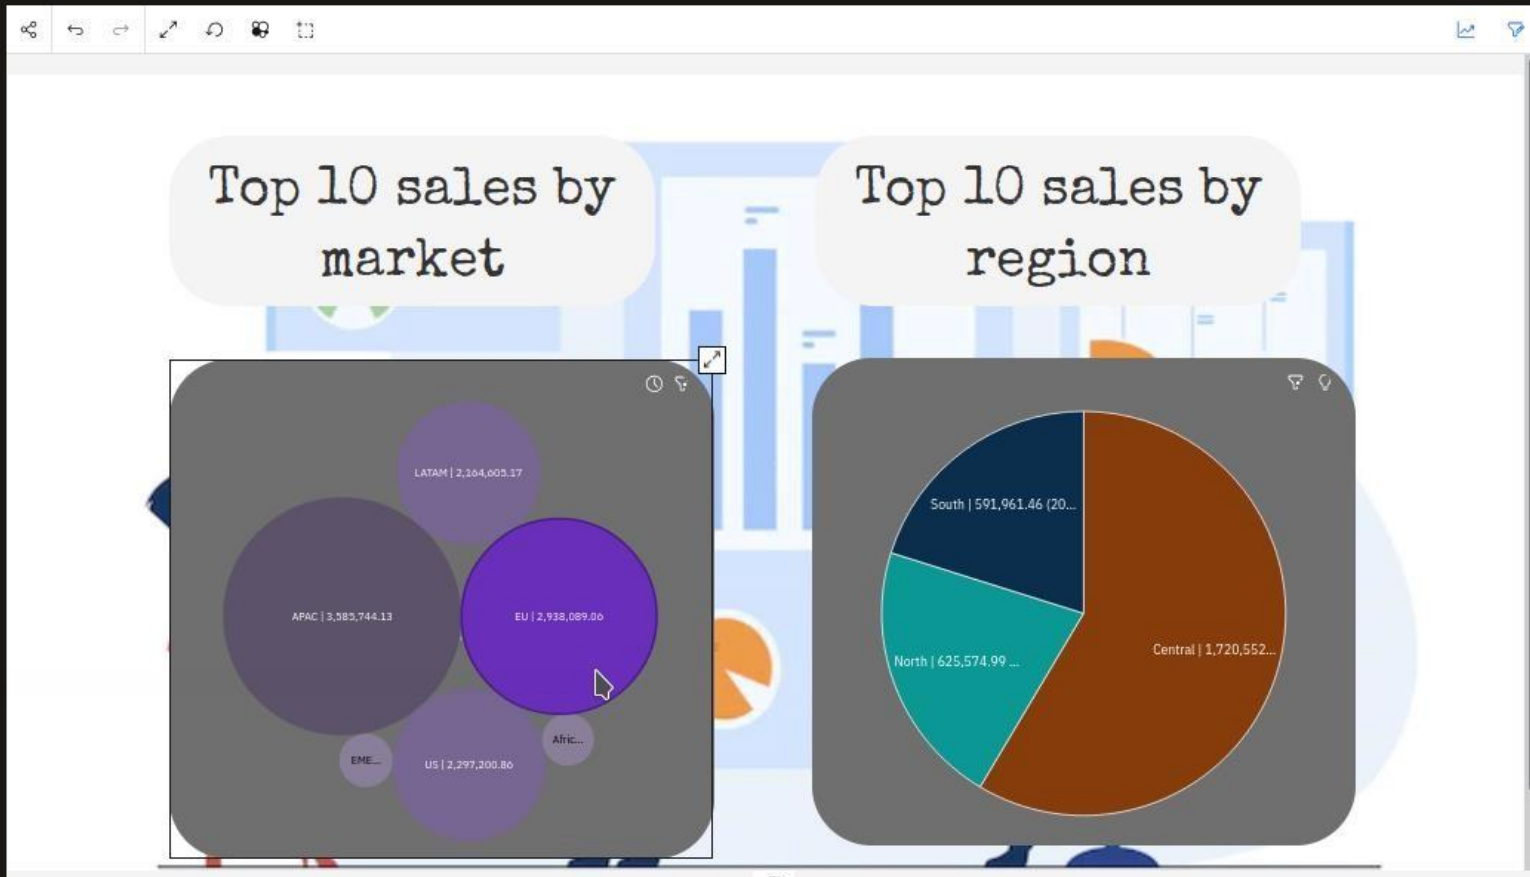 Top 10 sales by
market
Top 10 sales by
region
LATAM | 2,164,605.17
APAC | 3,585,744.13
EU | 2,938,089.06
Afric...
EME...
US | 2,297,200.86
South | 591,961.46 (20...
North | 625,574.99 ...
Central | 1,720,552...